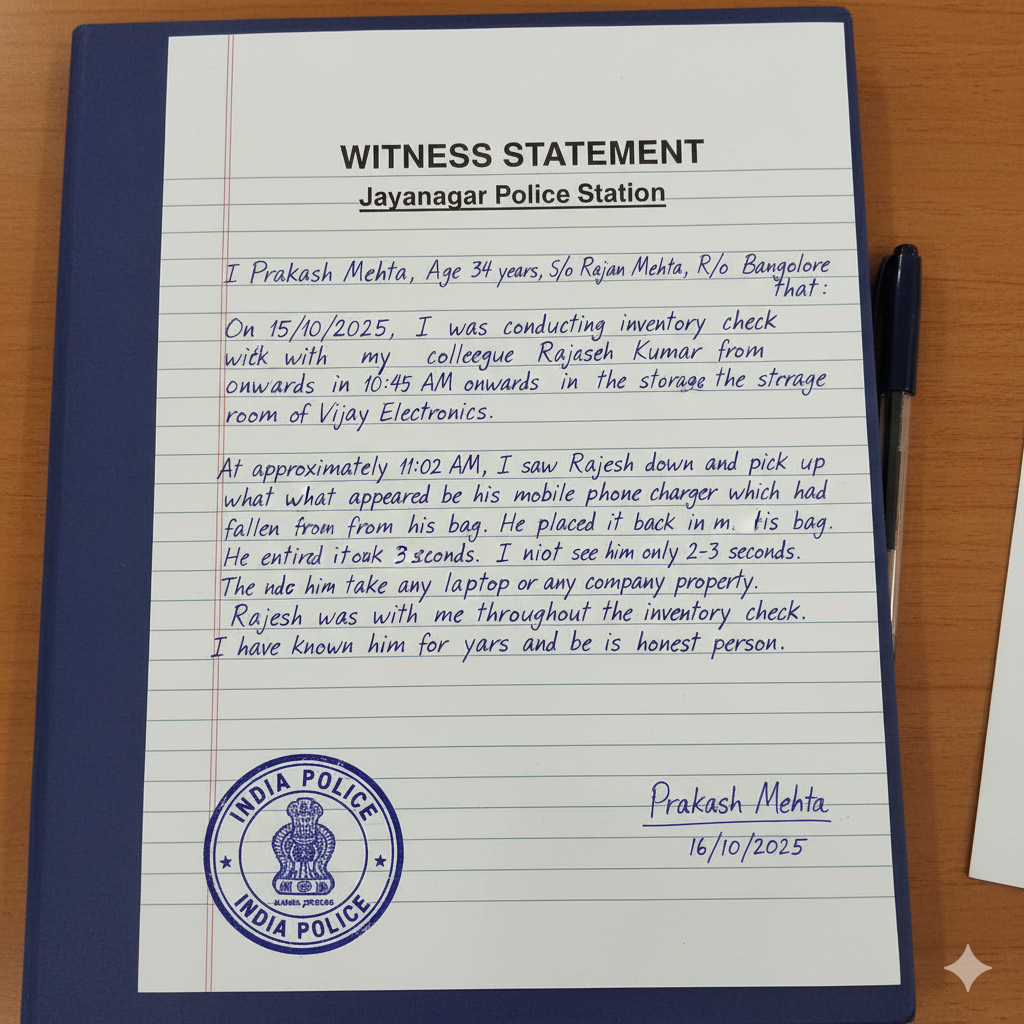 WITNESS STATEMENT
Jayanagar Police Station
I Prakash Mehta, Age 34 years, S/o Rajan Mehta, R/o Bangolore
that:
On 15/10/2025, I was conducting inventory check
with with my colleegue Rajaseh Kumar from
onwards in 10:45 AM onwards in the storage the sterage
room of Vijay Electronics.
At approximately 11:02 AM, I saw Rajesh down and pick up
what what appeared be his mobile phone charger which had
fallen from from his bag. He placed it back in m. his bag.
He entired itouk 3 sconds. I niot see him only 2-3 seconds.
The ndc him take any laptop or any company property.
Rajesh was with me throughout the inventory check.
I have known him for yars and be is honest person.
Prakash Mehta
16/10/2025
INDIA POLICE
INDIA POLICE